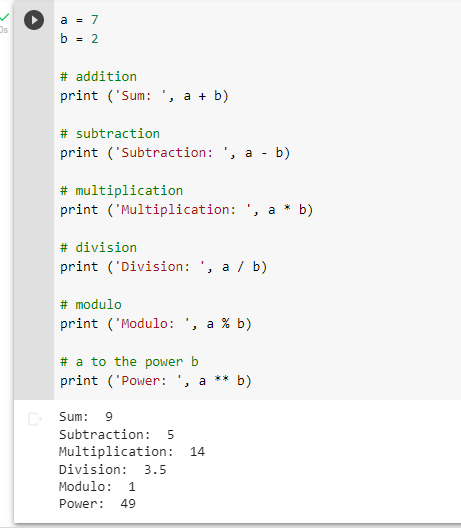 a = 7
b = 2
# addition
print ('Sum: ', a + b)
# subtraction
print ('Subtraction: ', a - b)
# multiplication
print ('Multiplication: ', a * b)
# division
print ('Division: ', a / b)
# modulo
print ('Modulo: ', a % b)
# a to the power b
print ('Power: ', a ** b)
Sum:  9
Subtraction:  5
Multiplication:  14
Division:  3.5
Modulo:  1
Power:  49